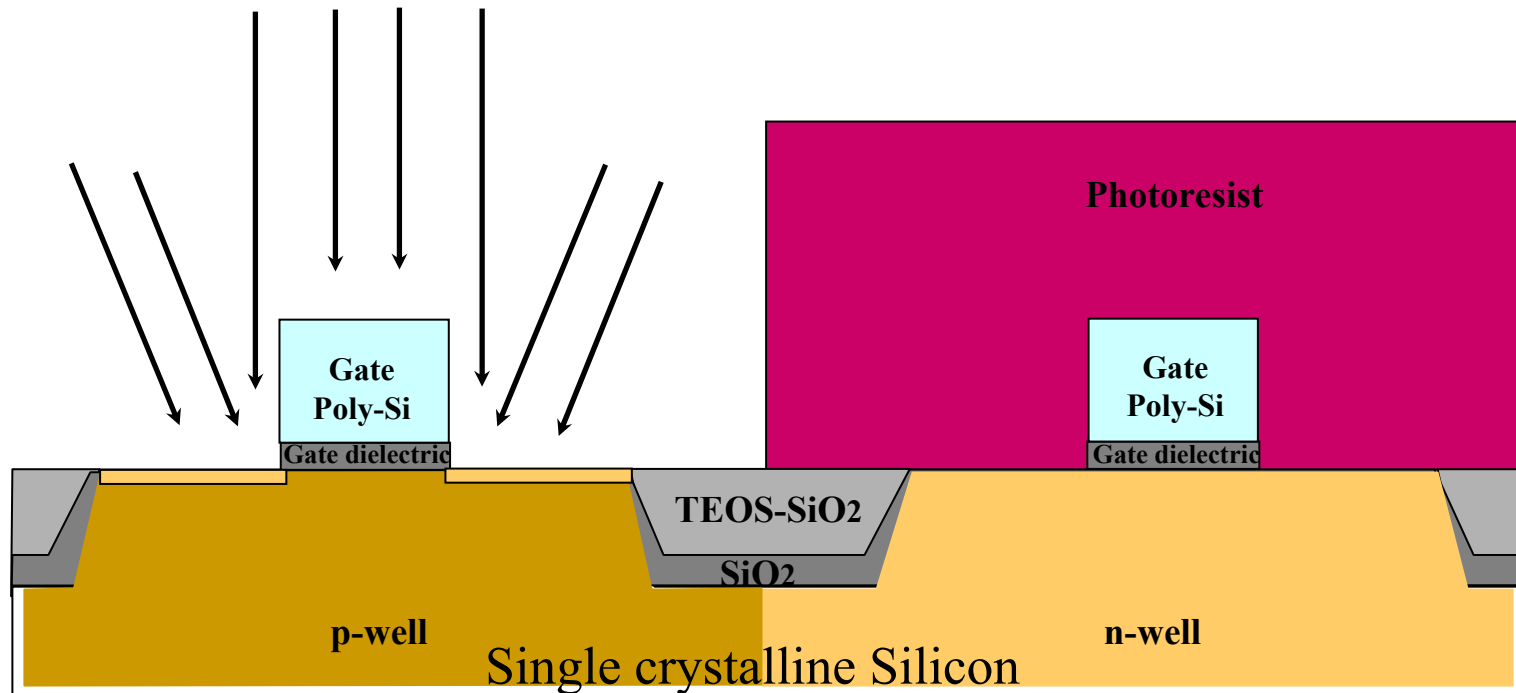 Photoresist
Gate
Poly-Si
Gate dielectric
Gate
Poly-Si
Gate dielectric
TEOS-SiO2
SiO2
p-well
n-well
Single crystalline Silicon